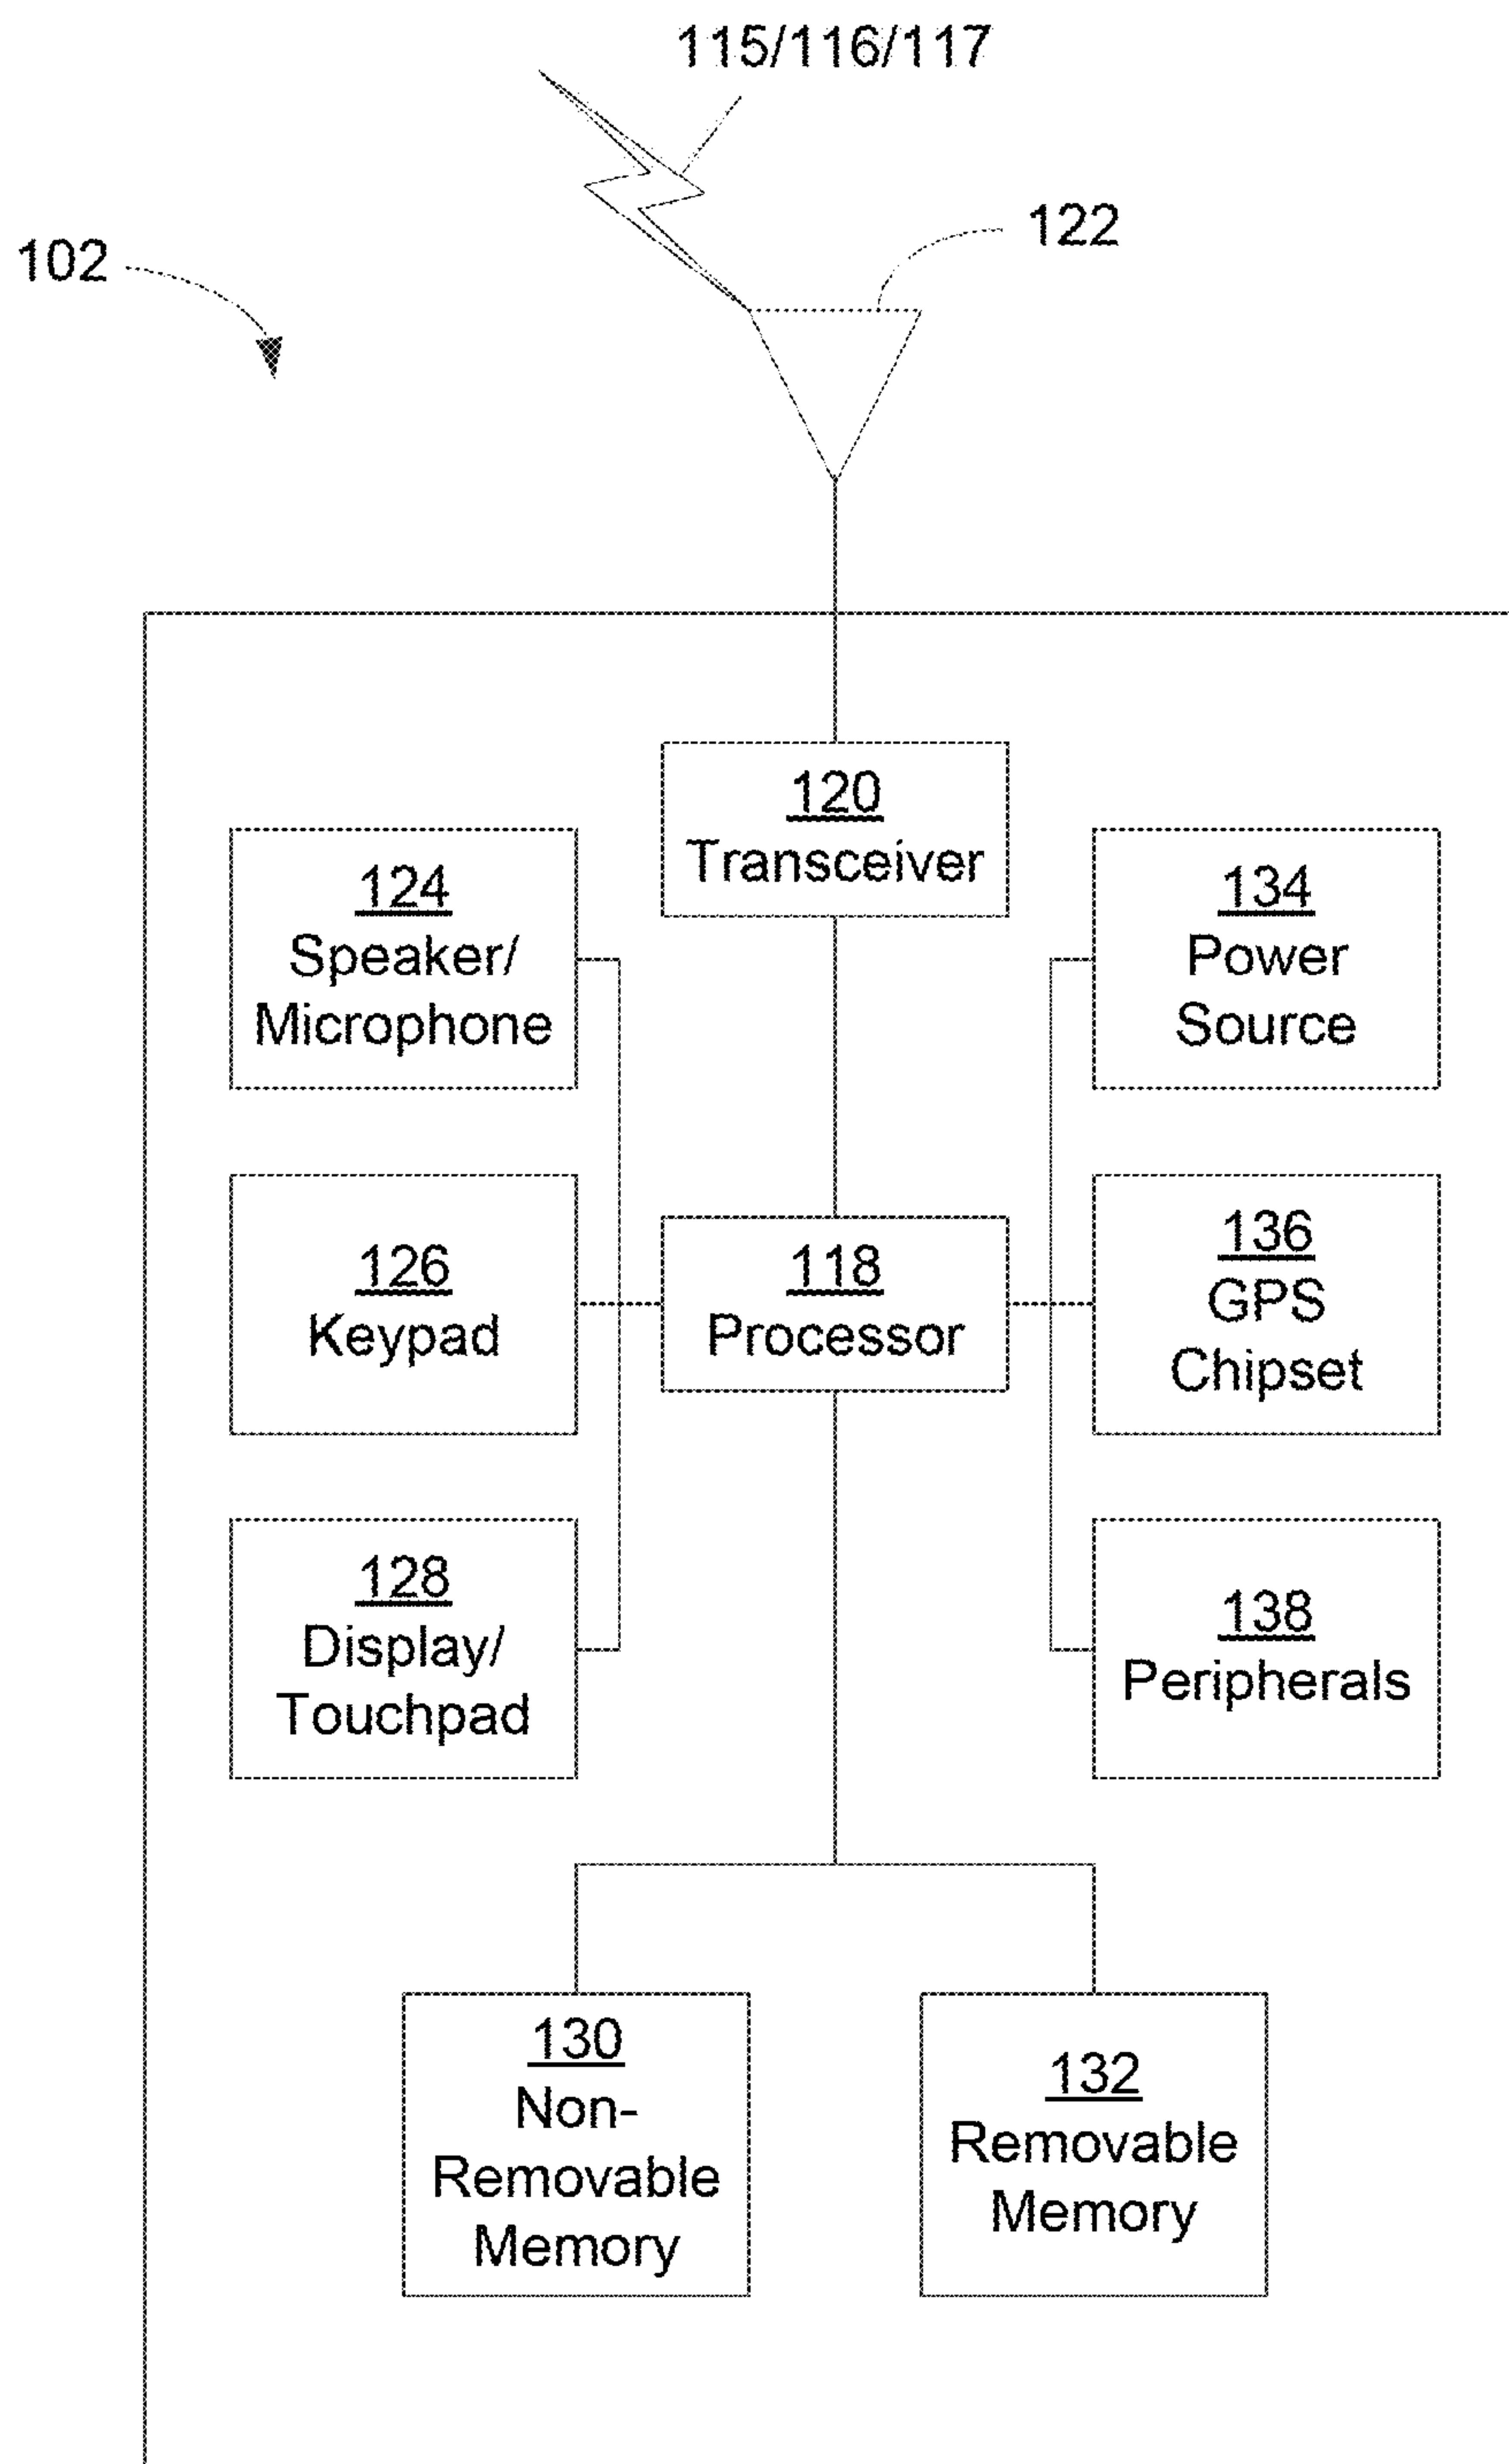 115/116/117
122
102
120
Transceiver
124
Speaker/
Microphone
134
Power
Source
126
Keypad
118
Processor
136
GPS
Chipset
128
Display/
Touchpad
138
Peripherals
130
Non-
Removable
Memory
132
Removable
Memory